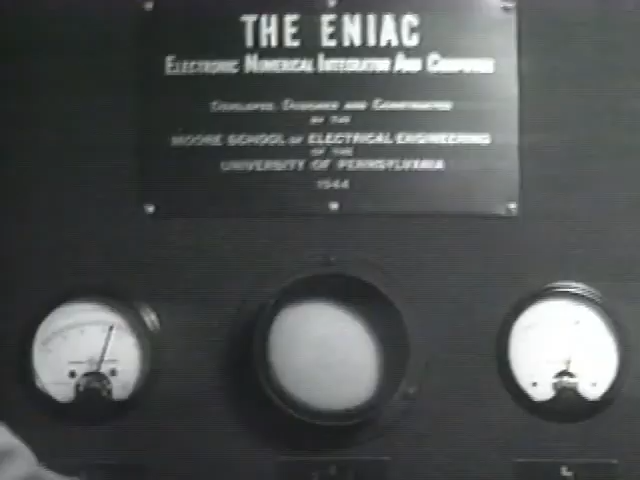 THE ENIAC
ELECTRONIC NUMERICAL INTEGRATOR AND COMPUTER
DEVELOPED, DESIGNED AND CONSTRUCTED
BY THE
MOORE SCHOOL OF ELECTRICAL ENGINEERING
OF THE
UNIVERSITY OF PENNSYLVANIA
1944